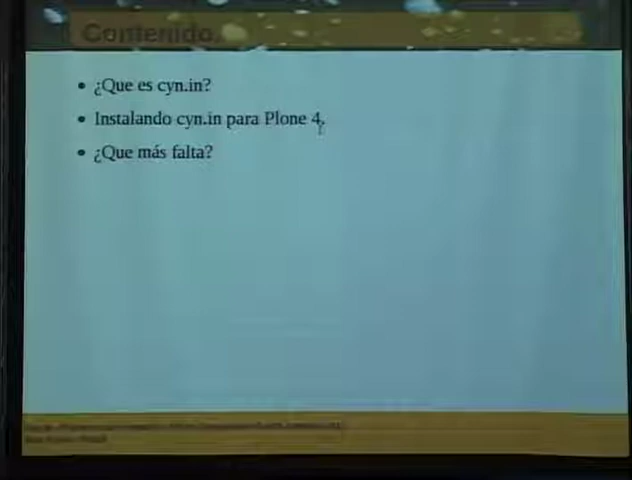 Contenido
¿Que es cyn.in?
Instalando cyn.in para Plone 4.
¿Que más falta?